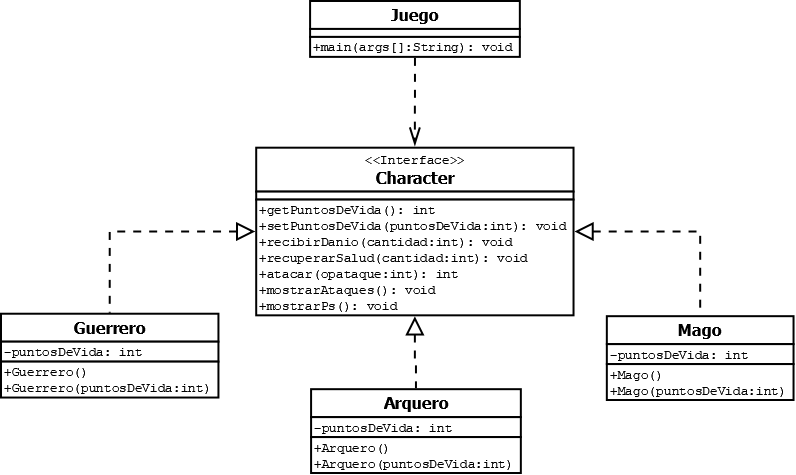 Juego
+main(args[]:String): void
<<Interface>>
Character
+getPuntosDeVida(): int
+setPuntosDeVida(puntosDeVida:int): void
+recibirDanio(cantidad:int): void
+recuperarSalud(cantidad:int): void
+atacar(opataque:int): int
+mostrarAtaques(): void
+mostrarPs(): void
Guerrero
-puntosDeVida: int
+Guerrero()
+Guerrero(puntosDeVida:int)
Arquero
-puntosDeVida: int
+Arquero()
+Arquero(puntosDeVida:int)
Mago
-puntosDeVida: int
+Mago()
+Mago(puntosDeVida:int)